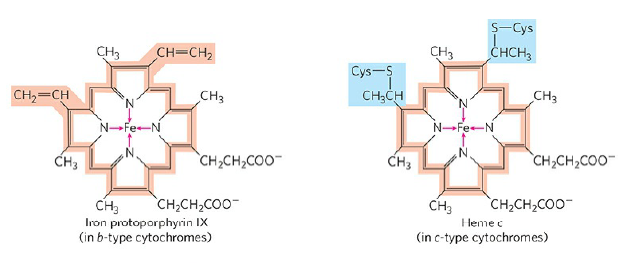 CH₃ CH=CH₂
CH₂=CH
N
CH₃
N Fe N
N
CH₃ CH₂CH₂COO⁻
CH₃ CH₂CH₂COO⁻
Iron protoporphyrin IX
(in b-type cytochromes)
S—Cys
CH₃ CHCH₃
Cys—S
CH₃CH
N
CH₃
N Fe N
N
CH₃ CH₂CH₂COO⁻
CH₃ CH₂CH₂COO⁻
Heme c
(in c-type cytochromes)